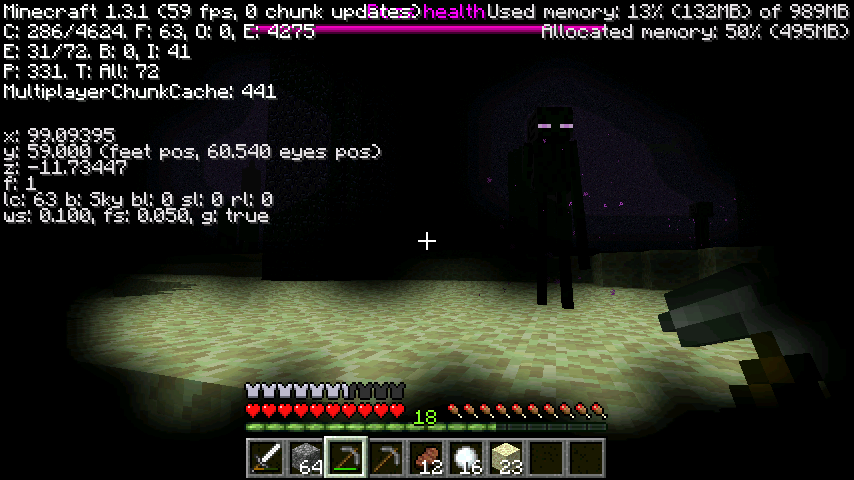 Minecraft 1.3.1 (59 fps, 0 chunk updates)
health
Used memory: 13% (132MB) of 989MB
C: 286/4624. F: 63, O: 0, E: 4275
Allocated memory: 50% (495MB)
E: 31/72. B: 0, I: 41
P: 331. T: All: 72
MultiplayerChunkCache: 441
x: 99.09395
y: 59.000 (feet pos, 60.540 eyes pos)
z: -11.73447
f: 1
lc: 63 b: Sky bl: 0 sl: 0 rl: 0
ws: 0.100, fs: 0.050, g: true
18
64
12
16
23